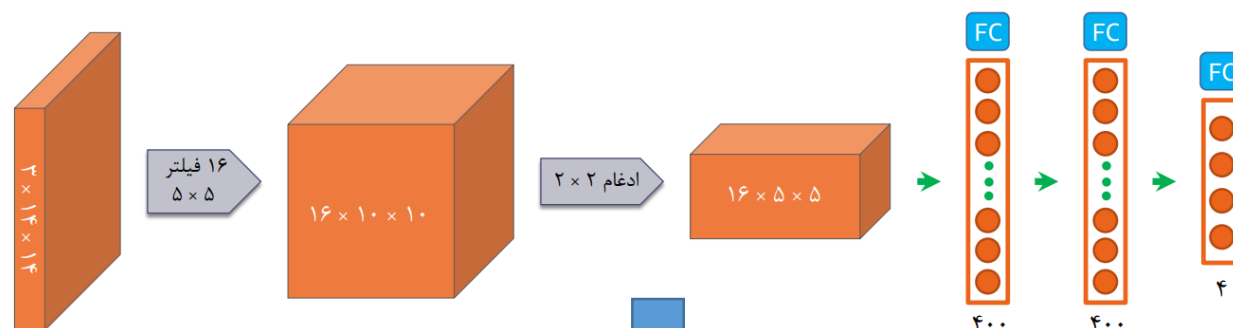 ۳ × ۱۴ × ۱۴
۱۶ فیلتر
۵ × ۵
۱۶ × ۱۰ × ۱۰
ادغام ۲ × ۲
۱۶ × ۵ × ۵
FC
۴۰۰
FC
۴۰۰
FC
۴